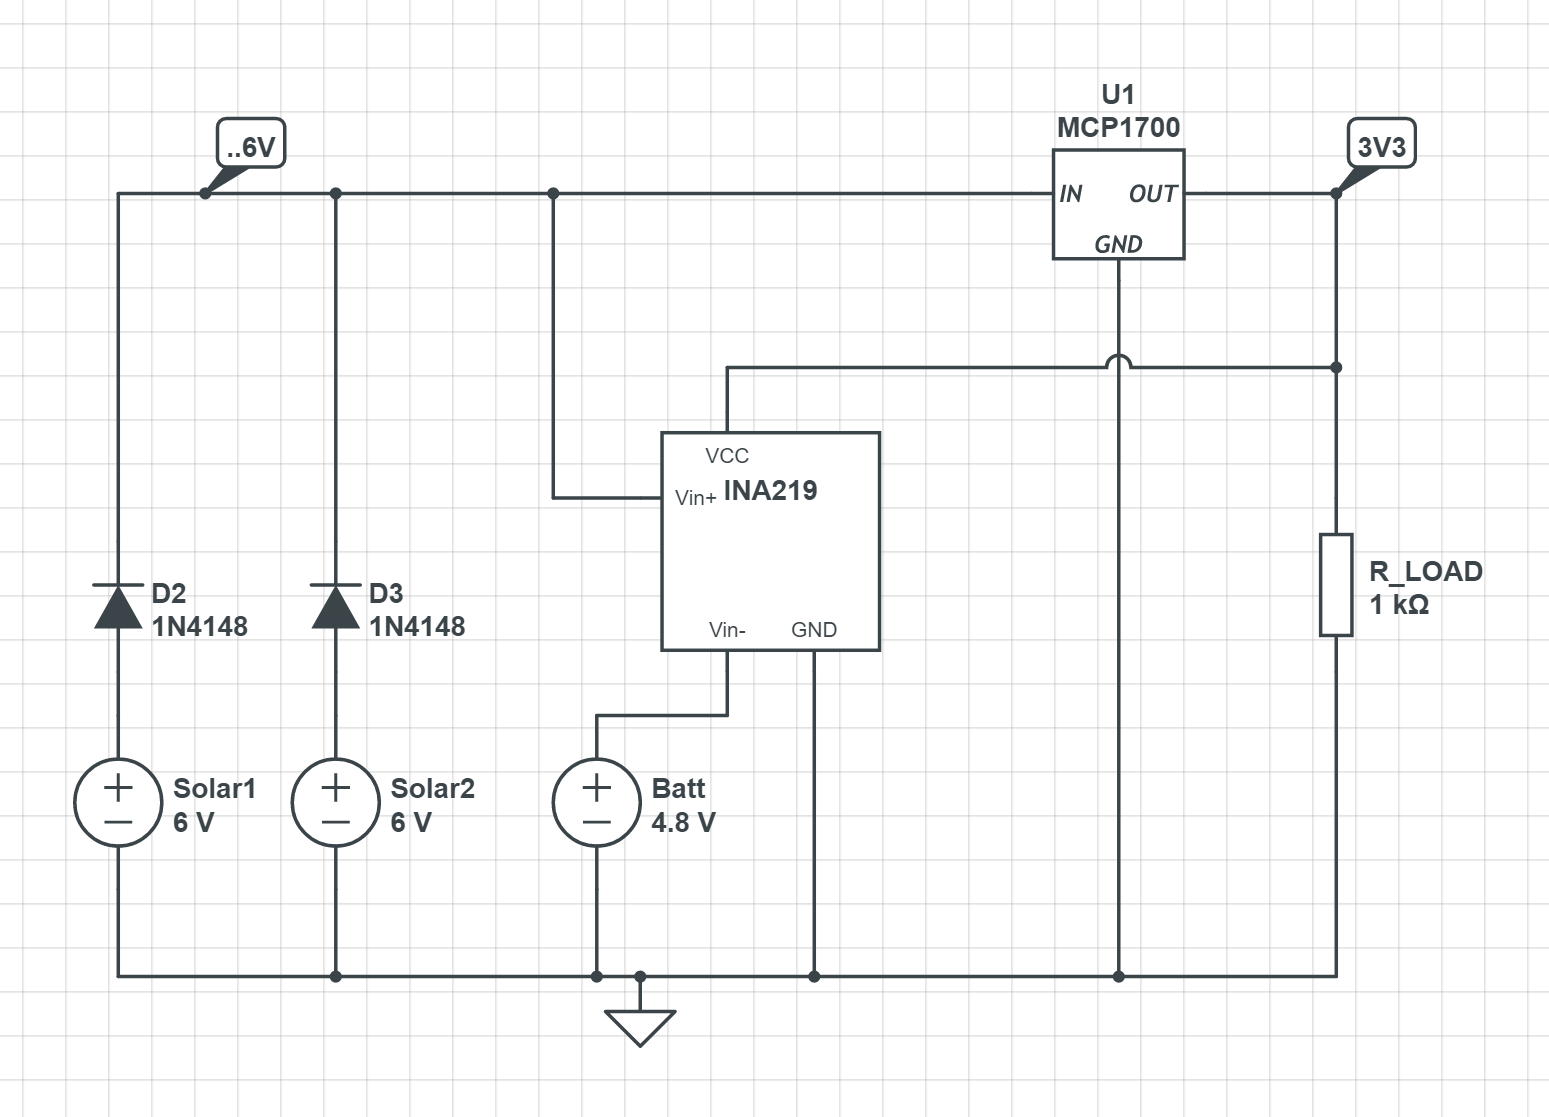 U1
MCP1700
..6V
3V3
IN
OUT
GND
VCC
Vin+
INA219
Vin-
GND
D2
1N4148
D3
1N4148
R_LOAD
1 kΩ
Solar1
6 V
Solar2
6 V
Batt
4.8 V